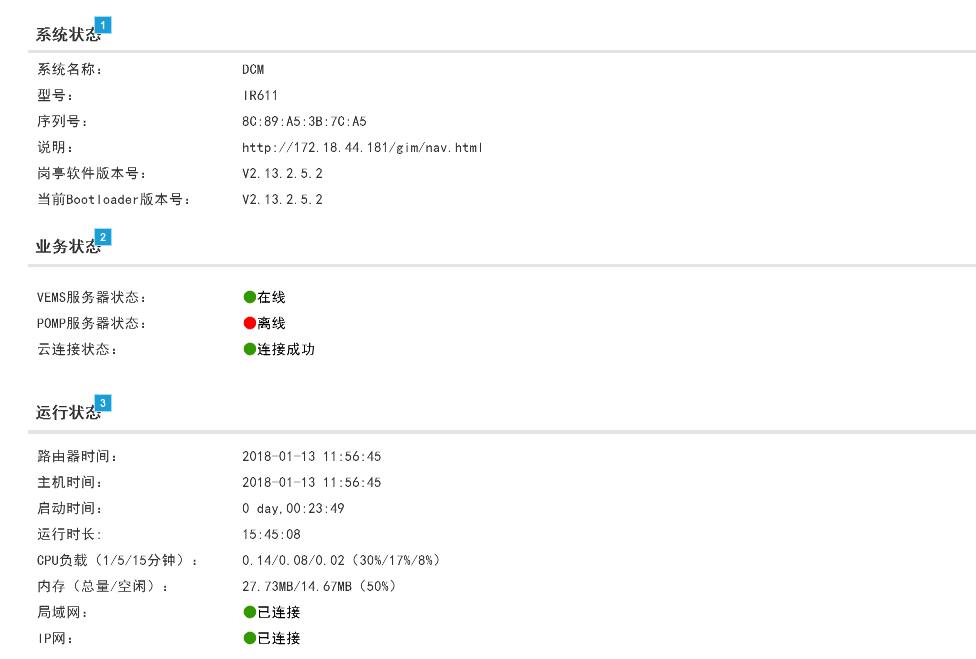 系统状态 1
系统名称： DCM
型号： IR611
序列号： 8C:89:A5:3B:7C:A5
说明： http://172.18.44.181/gim/nav.html
岗亭软件版本号： V2.13.2.5.2
当前Bootloader版本号： V2.13.2.5.2
业务状态 2
VEMS服务器状态： 在线
POMP服务器状态： 离线
云连接状态： 连接成功
运行状态 3
路由器时间： 2018-01-13 11:56:45
主机时间： 2018-01-13 11:56:45
启动时间： 0 day,00:23:49
运行时长: 15:45:08
CPU负载（1/5/15分钟）： 0.14/0.08/0.02（30%/17%/8%）
内存（总量/空闲）： 27.73MB/14.67MB（50%）
局域网： 已连接
IP网： 已连接